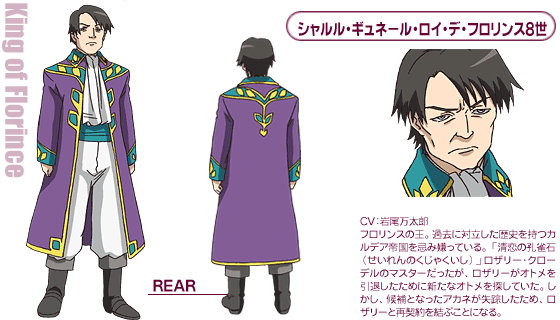 King of Florince
シャルル・ギュネール・ロイ・デ・フロリンス8世
REAR
CV:岩尾万太郎
フロリンスの王。過去に対立した歴史を持つカ
ルデア帝国を忌み嫌っている。「清恋の孔雀石
（せいれんのくじゃくいし）」ロザリー・クロー
デルのマスターだったが、ロザリーがオトメを
引退したために新たなオトメを探していた。し
かし、候補となったアカネが失踪したため、ロ
ザリーと再契約を結ぶことになる。